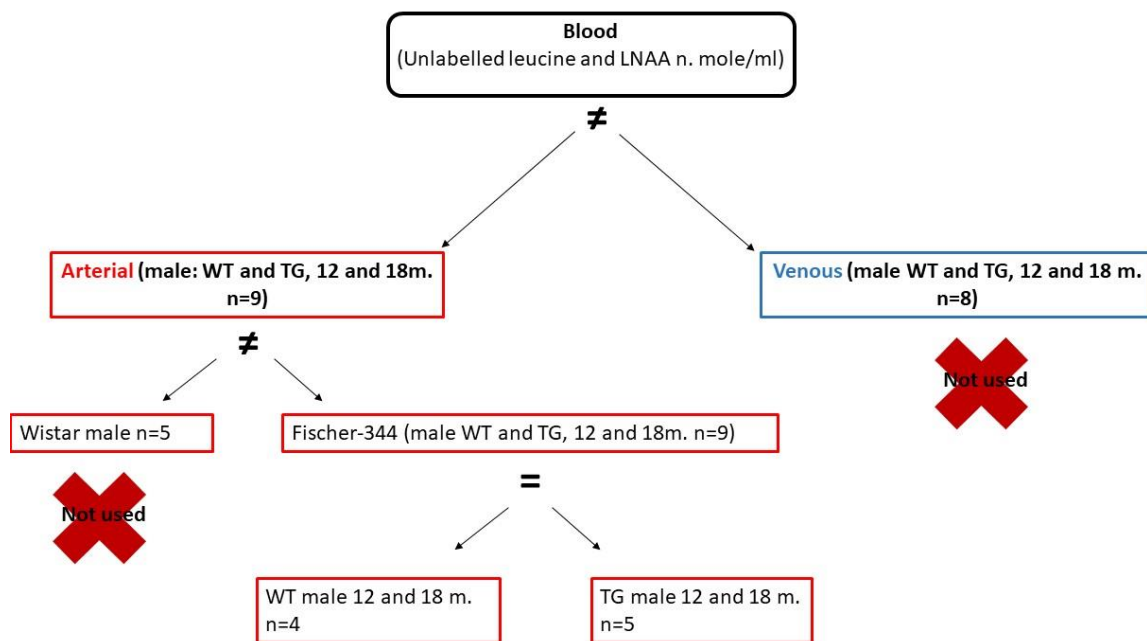 Blood
(Unlabelled leucine and LNAA n. mole/ml)
≠
Arterial (male: WT and TG, 12 and 18m.
n=9)
Venous (male WT and TG, 12 and 18 m.
n=8)
≠
Not used
Wistar male n=5
Fischer-344 (male WT and TG, 12 and 18m. n=9)
Not used
=
WT male 12 and 18 m.
n=4
TG male 12 and 18 m.
n=5